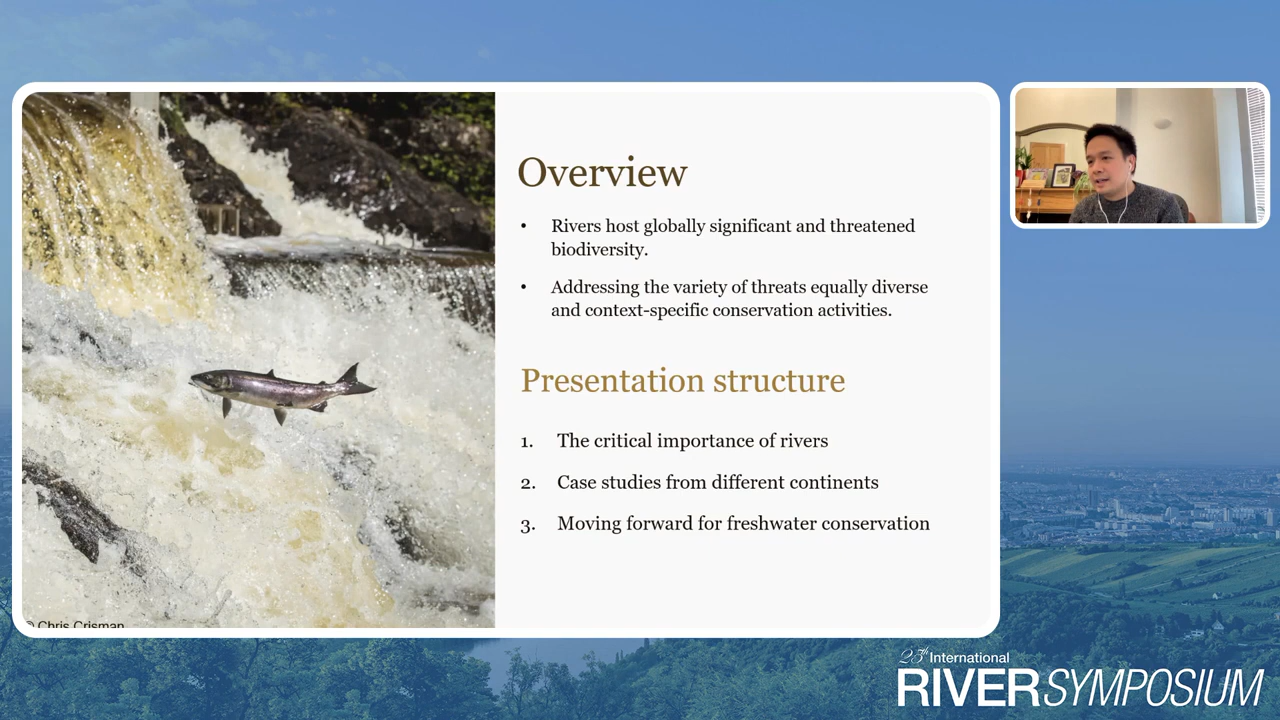 Overview
• Rivers host globally significant and threatened
biodiversity.
• Addressing the variety of threats equally diverse
and context-specific conservation activities.
Presentation structure
1. The critical importance of rivers
2. Case studies from different continents
3. Moving forward for freshwater conservation
© Chris Crisman
25th International
RIVERSYMPOSIUM